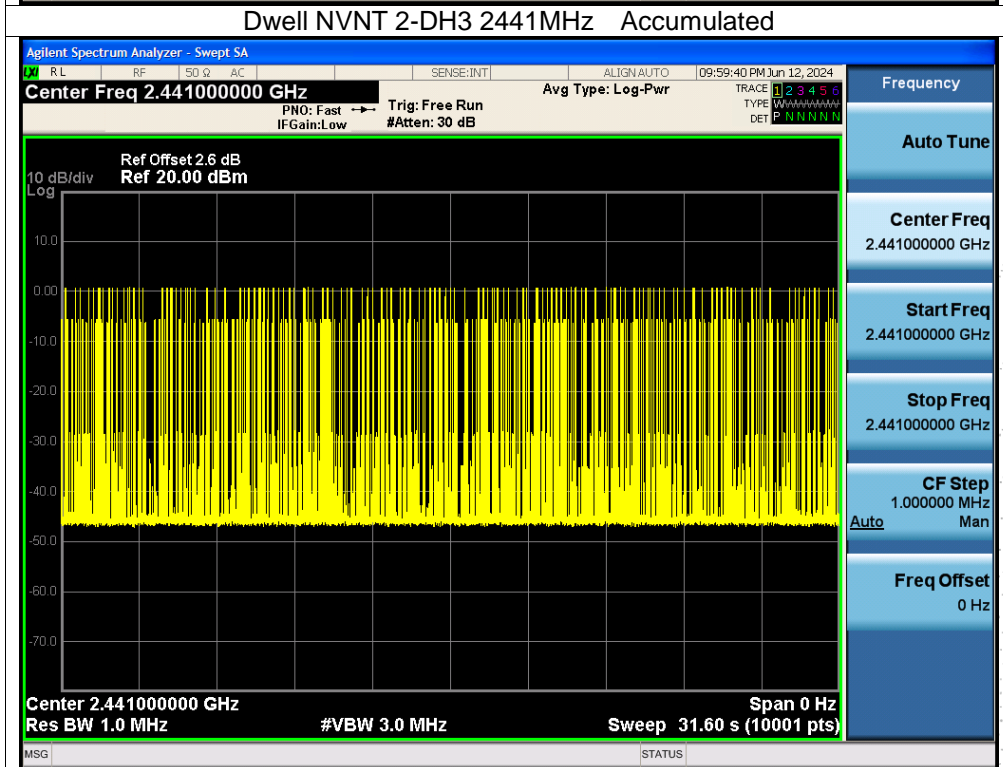 Dwell NVNT 2-DH3 2441MHz Accumulated
Agilent Spectrum Analyzer - Swept SA
LXI RL RF 50 Ω AC SENSE:INT ALIGN AUTO 09:59:40 PM Jun 12, 2024
Center Freq 2.441000000 GHz
PNO: Fast
IFGain:Low
Trig: Free Run
#Atten: 30 dB
Avg Type: Log-Pwr
TRACE 1 2 3 4 5 6
TYPE WWWWWW
DET P N N N N N
Ref Offset 2.6 dB
10 dB/div Ref 20.00 dBm
Log
10.0
0.00
-10.0
-20.0
-30.0
-40.0
-50.0
-60.0
-70.0
Center 2.441000000 GHz Span 0 Hz
Res BW 1.0 MHz #VBW 3.0 MHz Sweep 31.60 s (10001 pts)
MSG STATUS
Frequency
Auto Tune
Center Freq
2.441000000 GHz
Start Freq
2.441000000 GHz
Stop Freq
2.441000000 GHz
CF Step
1.000000 MHz
Auto Man
Freq Offset
0 Hz